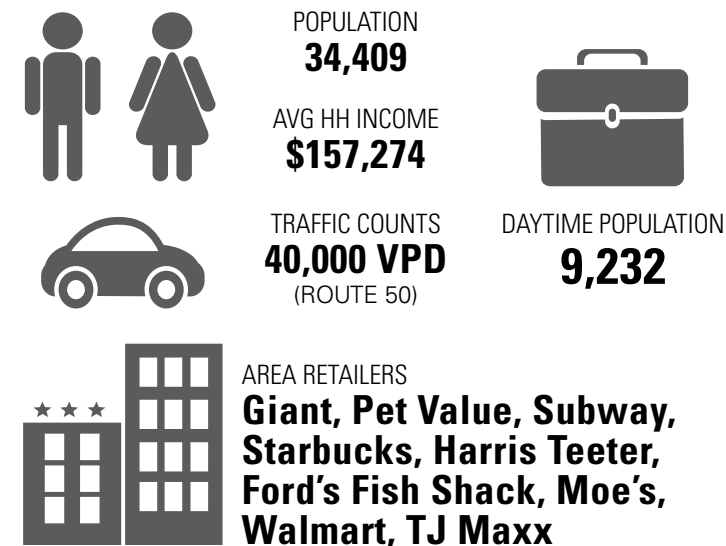 POPULATION
34,409
AVG HH INCOME
$157,274
TRAFFIC COUNTS
40,000 VPD
(ROUTE 50)
DAYTIME POPULATION
9,232
AREA RETAILERS
Giant, Pet Value, Subway,
Starbucks, Harris Teeter,
Ford's Fish Shack, Moe's,
Walmart, TJ Maxx